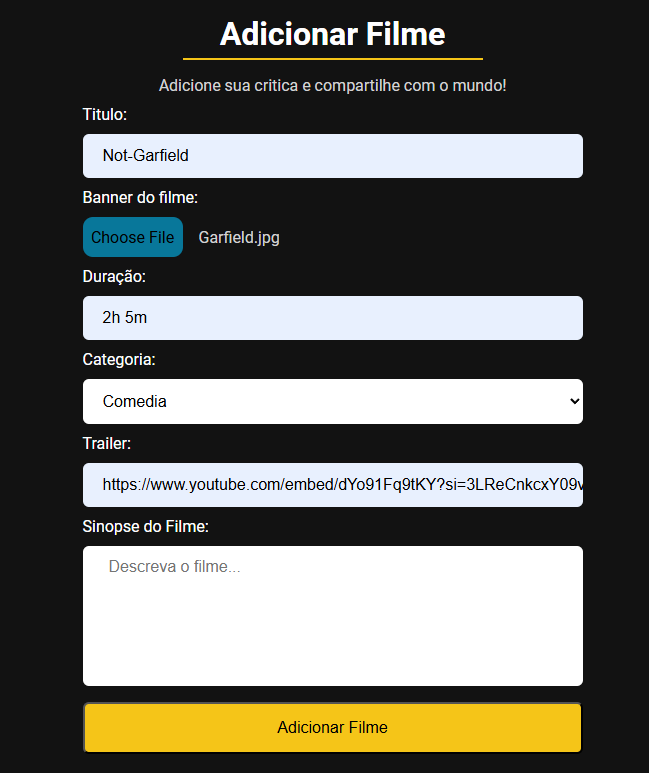 Adicionar Filme
Adicione sua critica e compartilhe com o mundo!
Titulo:
Not-Garfield
Banner do filme:
Choose File Garfield.jpg
Duração:
2h 5m
Categoria:
Comedia
Trailer:
https://www.youtube.com/embed/dYo91Fq9tKY?si=3LReCnkcxY09v
Sinopse do Filme:
Descreva o filme...
Adicionar Filme